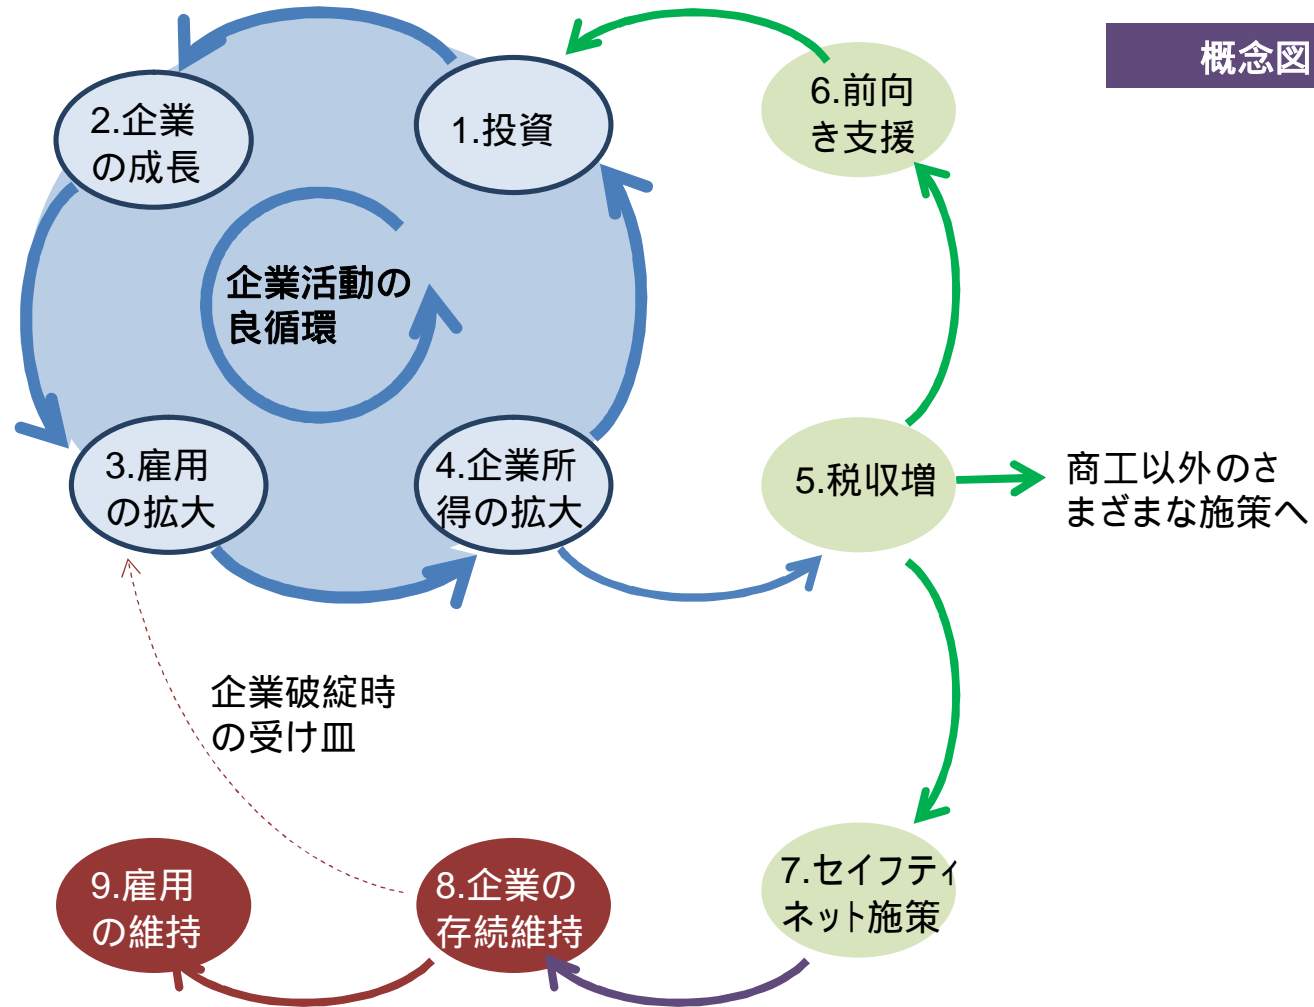 概念図
2.企業
の成長
1.投資
6.前向
き支援
企業活動の
良循環
3.雇用
の拡大
4.企業所
得の拡大
5.税収増
商工以外のさ
まざまな施策へ
企業破綻時
の受け皿
9.雇用
の維持
8.企業の
存続維持
7.セイフティ
ネット施策